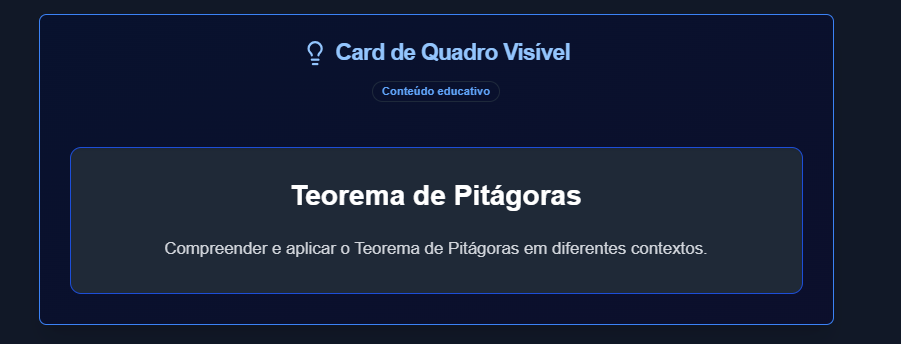 Card de Quadro Visível
Conteúdo educativo
Teorema de Pitágoras
Compreender e aplicar o Teorema de Pitágoras em diferentes contextos.